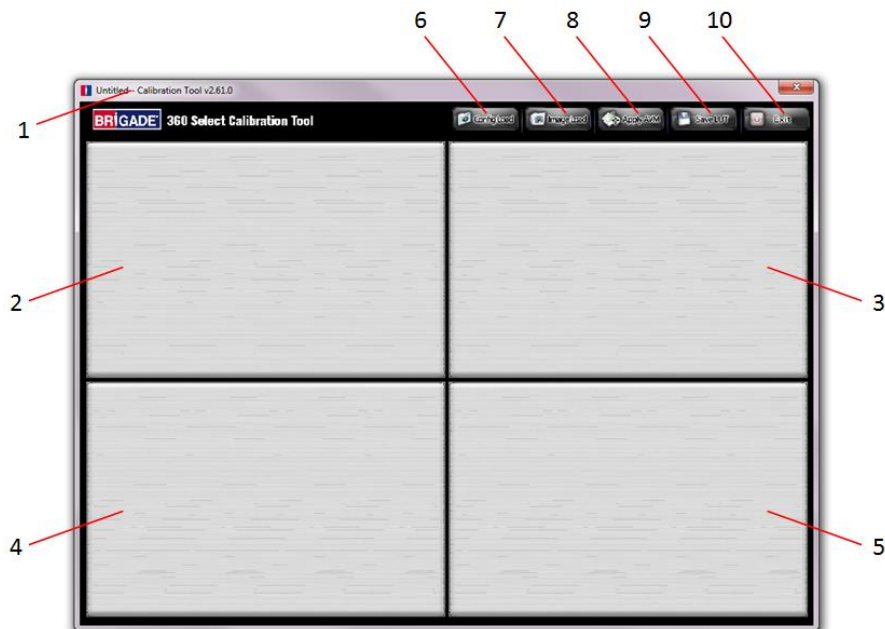 6 7 8 9 10
Untitled - Calibration Tool v2.61.0
1
BRIGADE 360 Select Calibration Tool Config Load Image Load Apply AVM Save LUT Exit
2 3
4 5